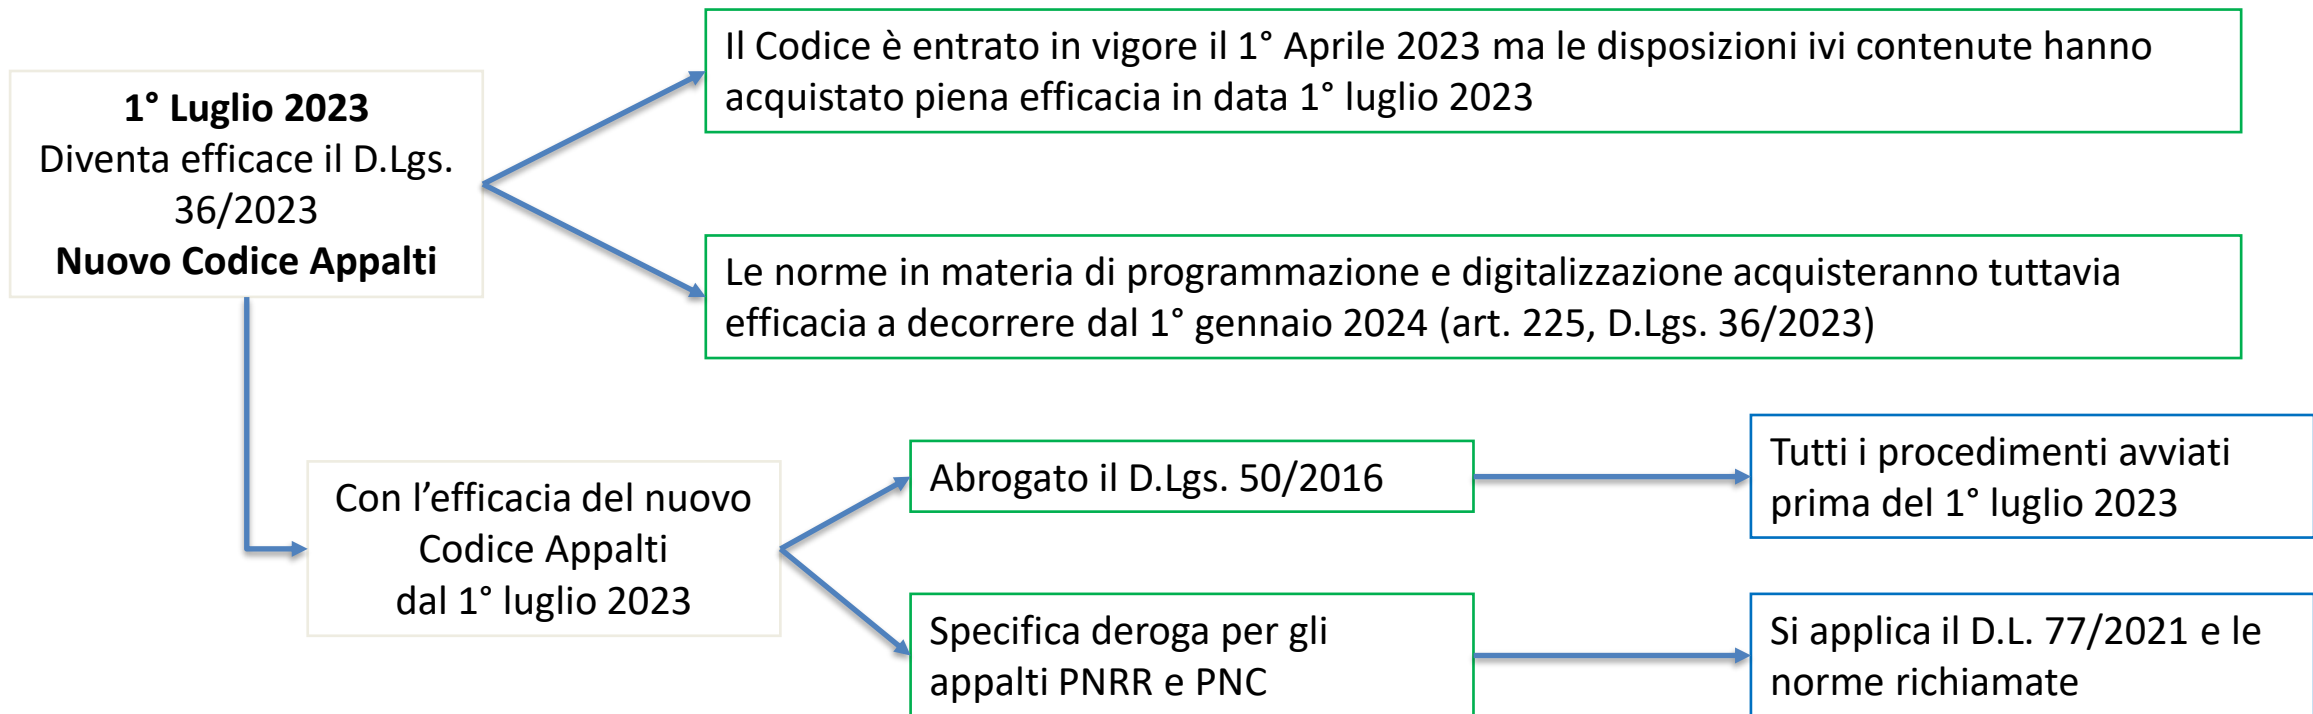 1° Luglio 2023
Diventa efficace il D.Lgs.
36/2023
Nuovo Codice Appalti
Il Codice è entrato in vigore il 1° Aprile 2023 ma le disposizioni ivi contenute hanno
acquistato piena efficacia in data 1° luglio 2023
Le norme in materia di programmazione e digitalizzazione acquisteranno tuttavia
efficacia a decorrere dal 1° gennaio 2024 (art. 225, D.Lgs. 36/2023)
Con l’efficacia del nuovo
Codice Appalti
dal 1° luglio 2023
Abrogato il D.Lgs. 50/2016
Tutti i procedimenti avviati
prima del 1° luglio 2023
Specifica deroga per gli
appalti PNRR e PNC
Si applica il D.L. 77/2021 e le
norme richiamate